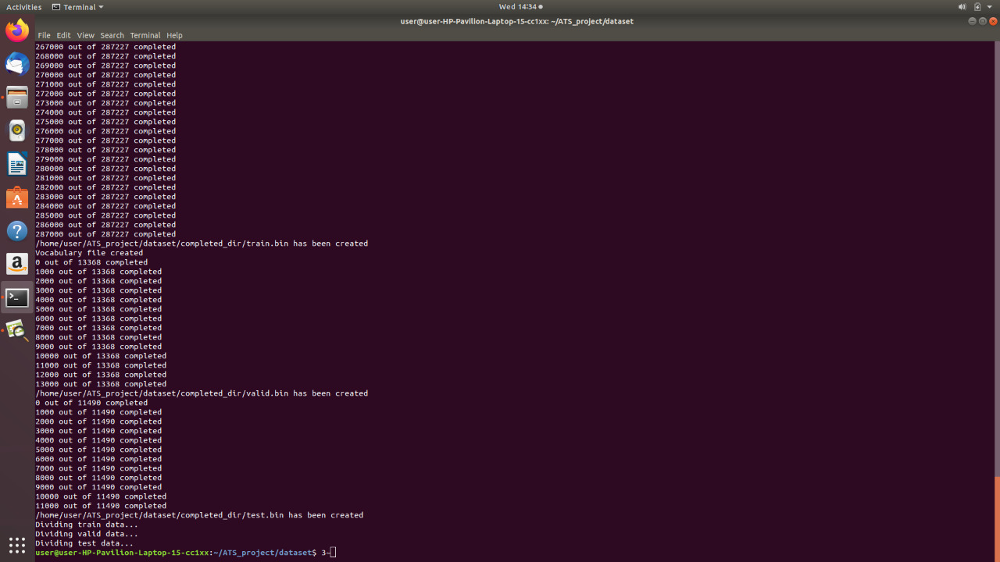 Activities Terminal Wed 14:34
user@user-HP-Pavilion-Laptop-15-cc1xx: ~/ATS_project/dataset
File Edit View Search Terminal Help
267000 out of 287227 completed
268000 out of 287227 completed
269000 out of 287227 completed
270000 out of 287227 completed
271000 out of 287227 completed
272000 out of 287227 completed
273000 out of 287227 completed
274000 out of 287227 completed
275000 out of 287227 completed
276000 out of 287227 completed
277000 out of 287227 completed
278000 out of 287227 completed
279000 out of 287227 completed
280000 out of 287227 completed
281000 out of 287227 completed
282000 out of 287227 completed
283000 out of 287227 completed
284000 out of 287227 completed
285000 out of 287227 completed
286000 out of 287227 completed
287000 out of 287227 completed
/home/user/ATS_project/dataset/completed_dir/train.bin has been created
Vocabulary file created
0 out of 13368 completed
1000 out of 13368 completed
2000 out of 13368 completed
3000 out of 13368 completed
4000 out of 13368 completed
5000 out of 13368 completed
6000 out of 13368 completed
7000 out of 13368 completed
8000 out of 13368 completed
9000 out of 13368 completed
10000 out of 13368 completed
11000 out of 13368 completed
12000 out of 13368 completed
13000 out of 13368 completed
/home/user/ATS_project/dataset/completed_dir/valid.bin has been created
0 out of 11490 completed
1000 out of 11490 completed
2000 out of 11490 completed
3000 out of 11490 completed
4000 out of 11490 completed
5000 out of 11490 completed
6000 out of 11490 completed
7000 out of 11490 completed
8000 out of 11490 completed
9000 out of 11490 completed
10000 out of 11490 completed
11000 out of 11490 completed
/home/user/ATS_project/dataset/completed_dir/test.bin has been created
Dividing train data...
Dividing valid data...
Dividing test data...
user@user-HP-Pavilion-Laptop-15-cc1xx:~/ATS_project/dataset$ 3~